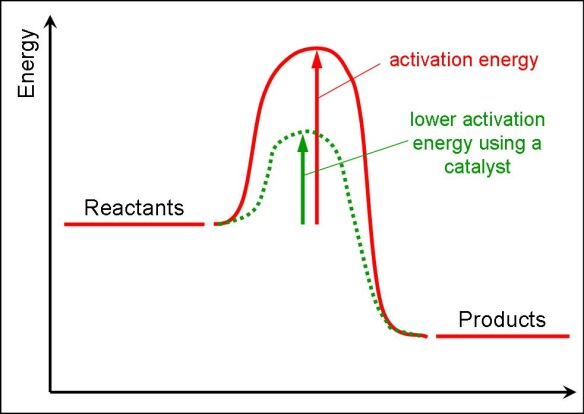 Energy
activation energy
lower activation
energy using a
catalyst
Reactants
Products